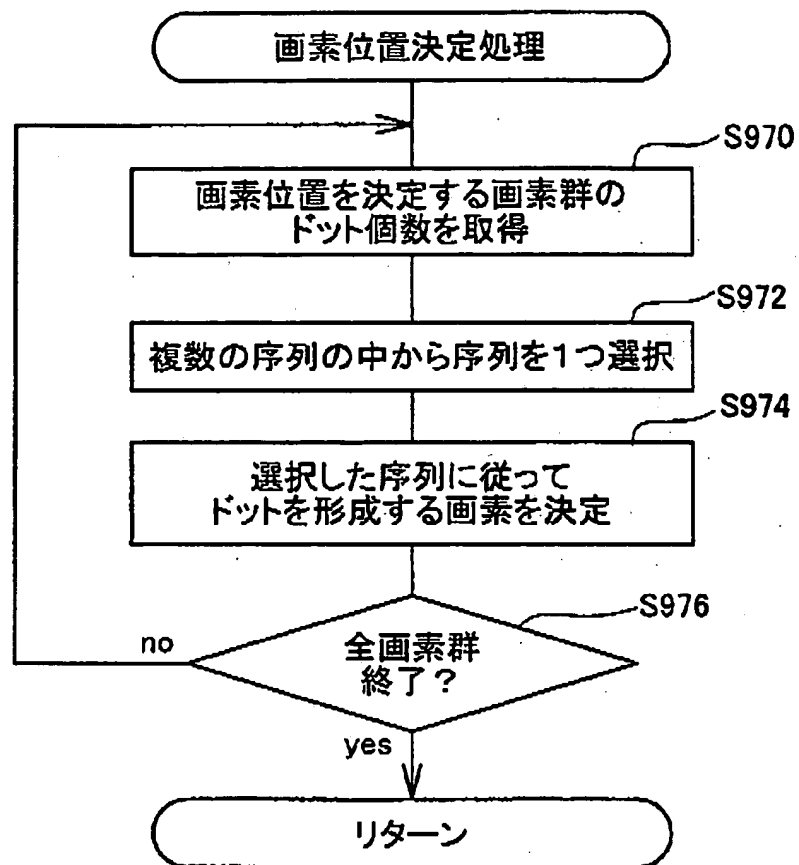 画素位置決定処理
S970
画素位置を決定する画素群の
ドット個数を取得
S972
複数の序列の中から序列を1つ選択
S974
選択した序列に従って
ドットを形成する画素を決定
S976
全画素群
終了？
no
yes
リターン